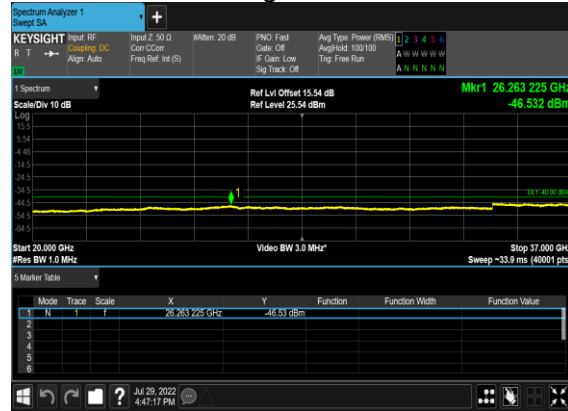 Spectrum Analyzer 1
Swept SA
+
KEYSIGHT Input: RF Input Z: 50 Ω #Atten: 20 dB PNO: Fast Avg Type: Power (RMS) 1 2 3 4 5 6
R T Coupling: DC Corr CCorr Gate: Off Avg|Hold: 100/100 A W W W W W
Align: Auto Freq Ref: Int (S) IF Gain: Low Trig: Free Run
Sig Track: Off A N N N N N
1 Spectrum Ref Lvl Offset 15.54 dB Mkr1 26.263 225 GHz
Scale/Div 10 dB Ref Level 25.54 dBm -46.532 dBm
Log
15.5
5.54
-4.46
-14.5
-24.5
-34.5
1
-44.5
-54.5
-64.5
Start 20.000 GHz Video BW 3.0 MHz* Stop 37.000 GHz
#Res BW 1.0 MHz Sweep ~33.9 ms (40001 pts)
5 Marker Table
Mode Trace Scale X Y Function Function Width Function Value
1 N 1 f 26.263 225 GHz -46.53 dBm
2
3
4
5
6
? Jul 29, 2022
4:47:17 PM